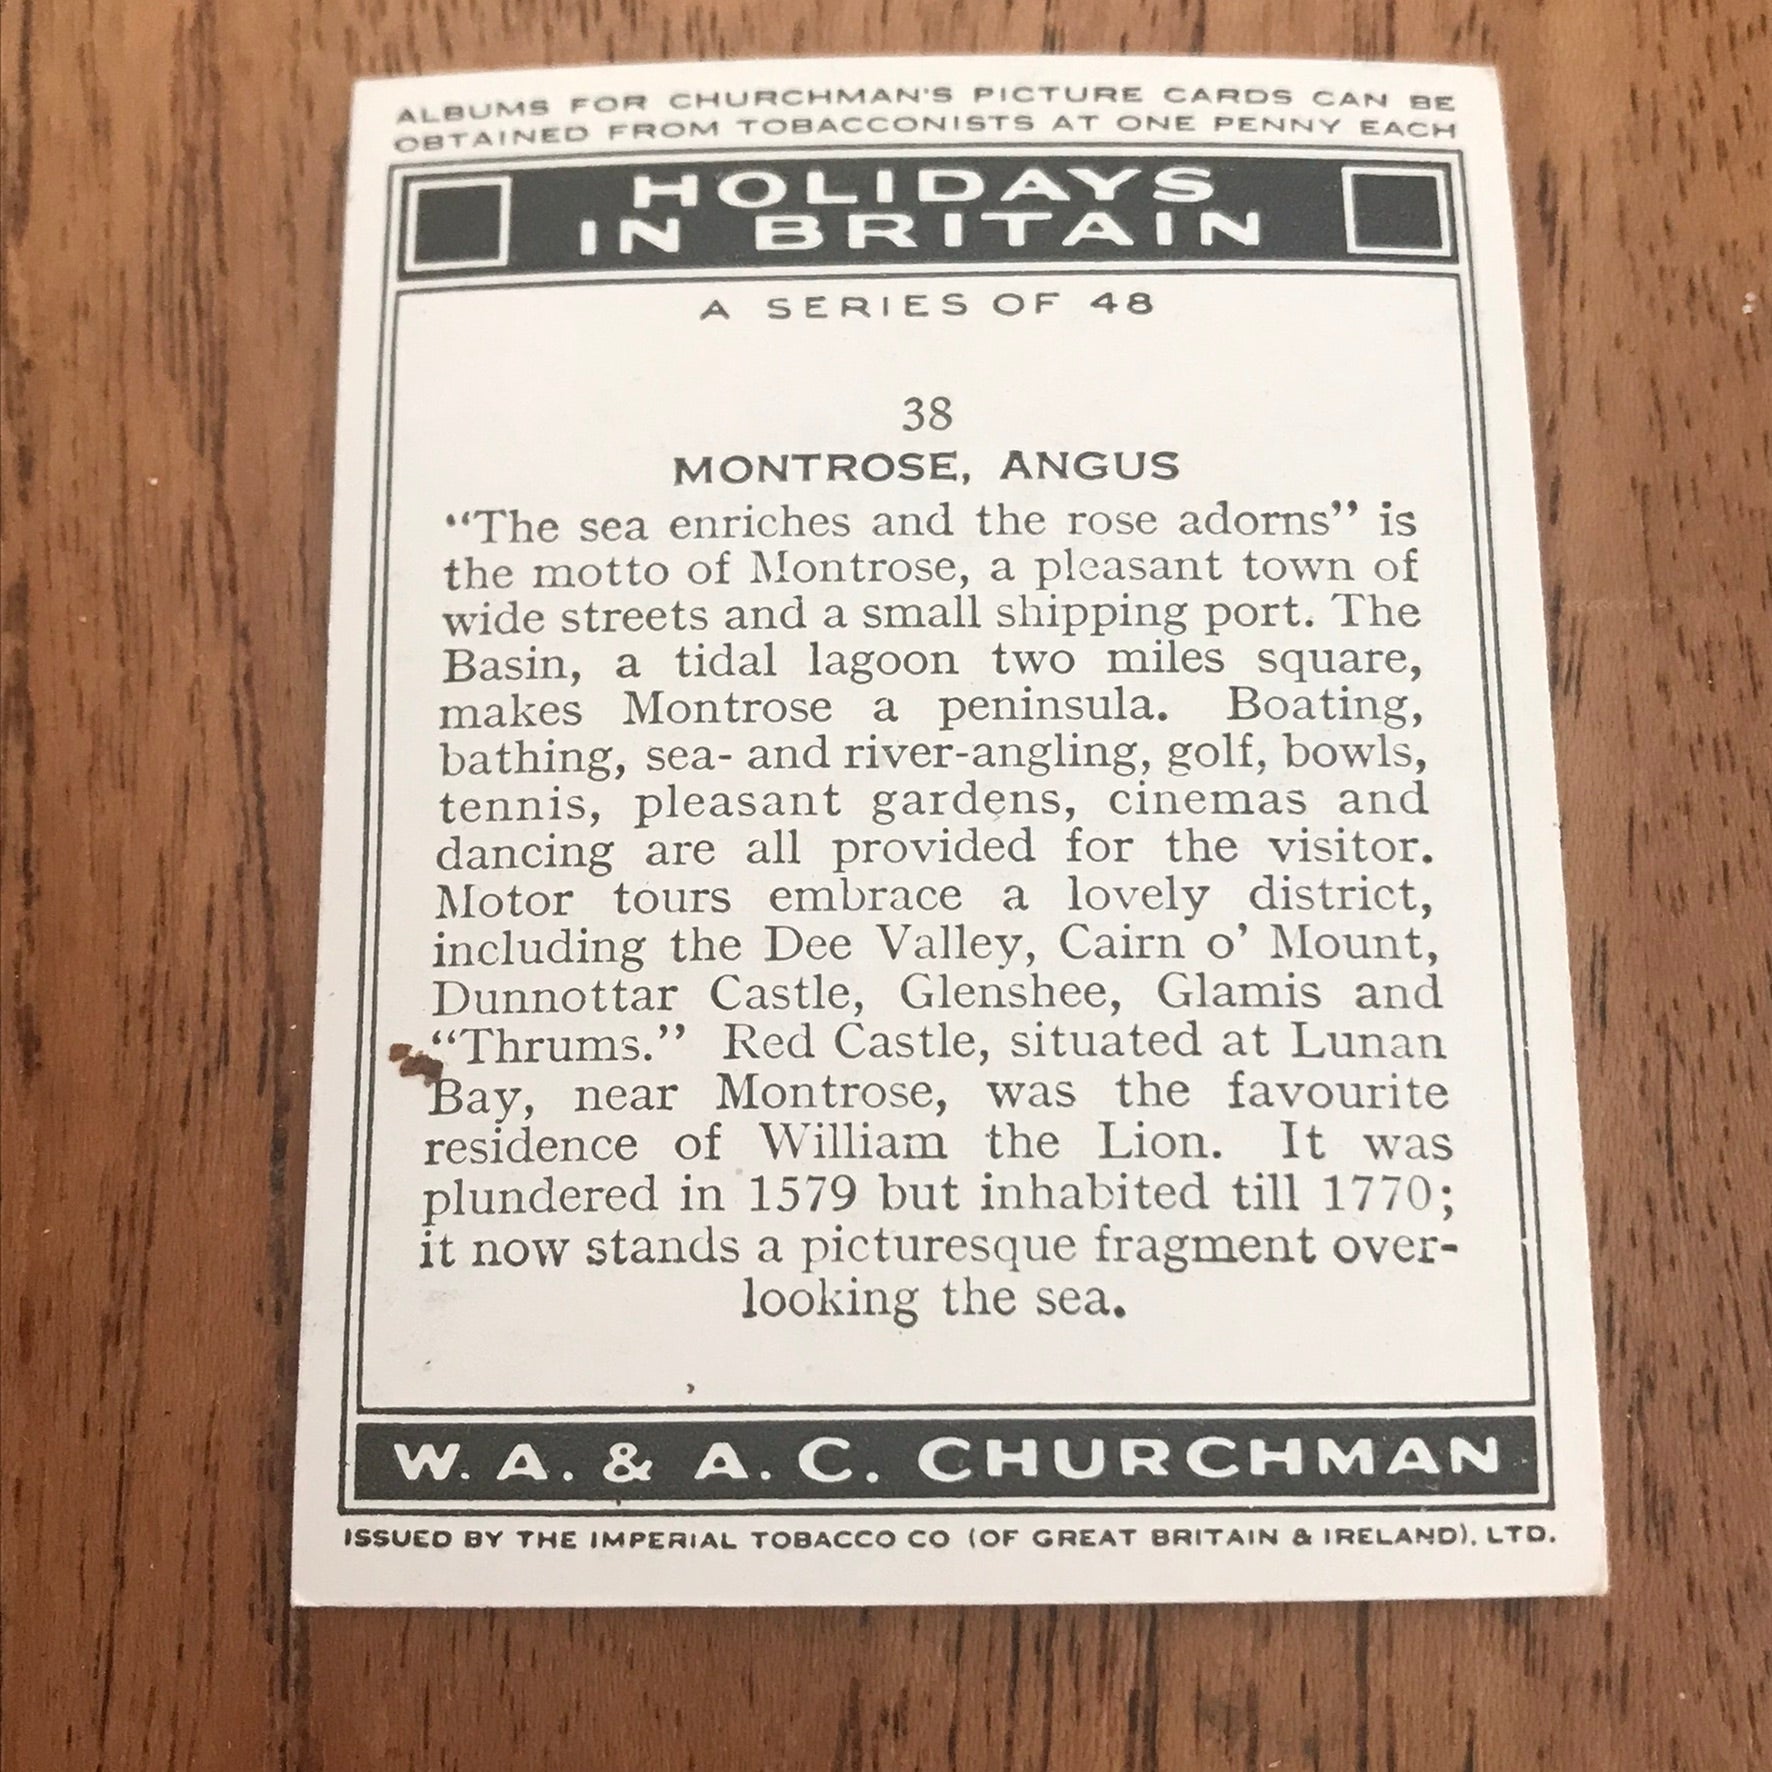 ALBUMS FOR CHURCHMAN'S PICTURE CARDS CAN BE
OBTAINED FROM TOBACCONISTS AT ONE PENNY EACH
HOLIDAYS
IN BRITAIN
A SERIES OF 48
38
MONTROSE, ANGUS
“The sea enriches and the rose adorns” is
the motto of Montrose, a pleasant town of
wide streets and a small shipping port. The
Basin, a tidal lagoon two miles square,
makes Montrose a peninsula. Boating,
bathing, sea- and river-angling, golf, bowls,
tennis, pleasant gardens, cinemas and
dancing are all provided for the visitor.
Motor tours embrace a lovely district,
including the Dee Valley, Cairn o’ Mount,
Dunnottar Castle, Glenshee, Glamis and
“Thrums.” Red Castle, situated at Lunan
Bay, near Montrose, was the favourite
residence of William the Lion. It was
plundered in 1579 but inhabited till 1770;
it now stands a picturesque fragment over-
looking the sea.
W. A. & A. C. CHURCHMAN
ISSUED BY THE IMPERIAL TOBACCO CO (OF GREAT BRITAIN & IRELAND), LTD.